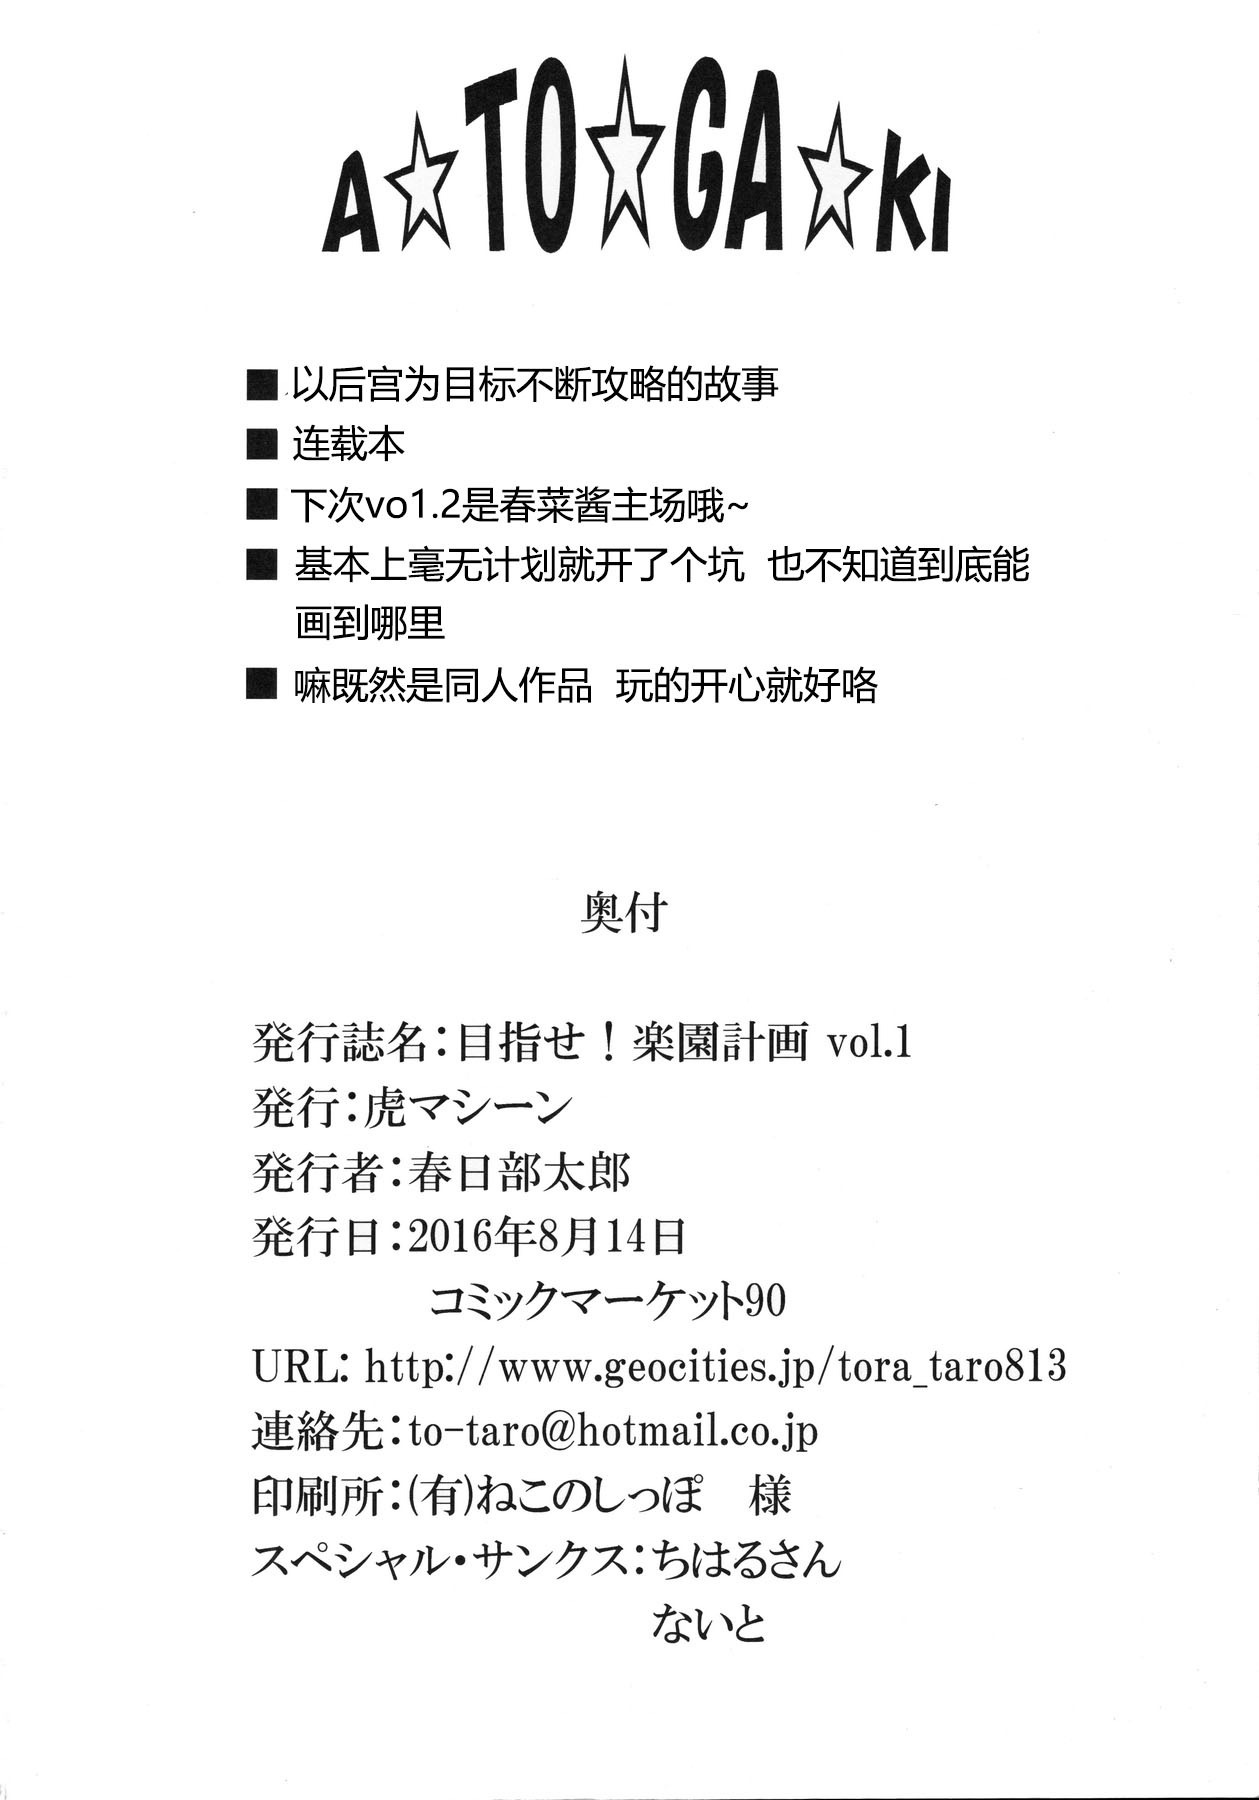 A☆TO☆GA☆KI
■ 以后宫为目标不断攻略的故事
■ 连载本
■ 下次vo1.2是春菜酱主场哦~
■ 基本上毫无计划就开了个坑 也不知道到底能
画到哪里
■ 嘛既然是同人作品 玩的开心就好咯
奥付
発行誌名：目指せ！楽園計画 vol.1
発行：虎マシーン
発行者：春日部太郎
発行日：2016年8月14日
コミックマーケット90
URL: http://www.geocities.jp/tora_taro813
連絡先：to-taro@hotmail.co.jp
印刷所：(有)ねこのしっぽ　様
スペシャル・サンクス：ちはるさん
ないと